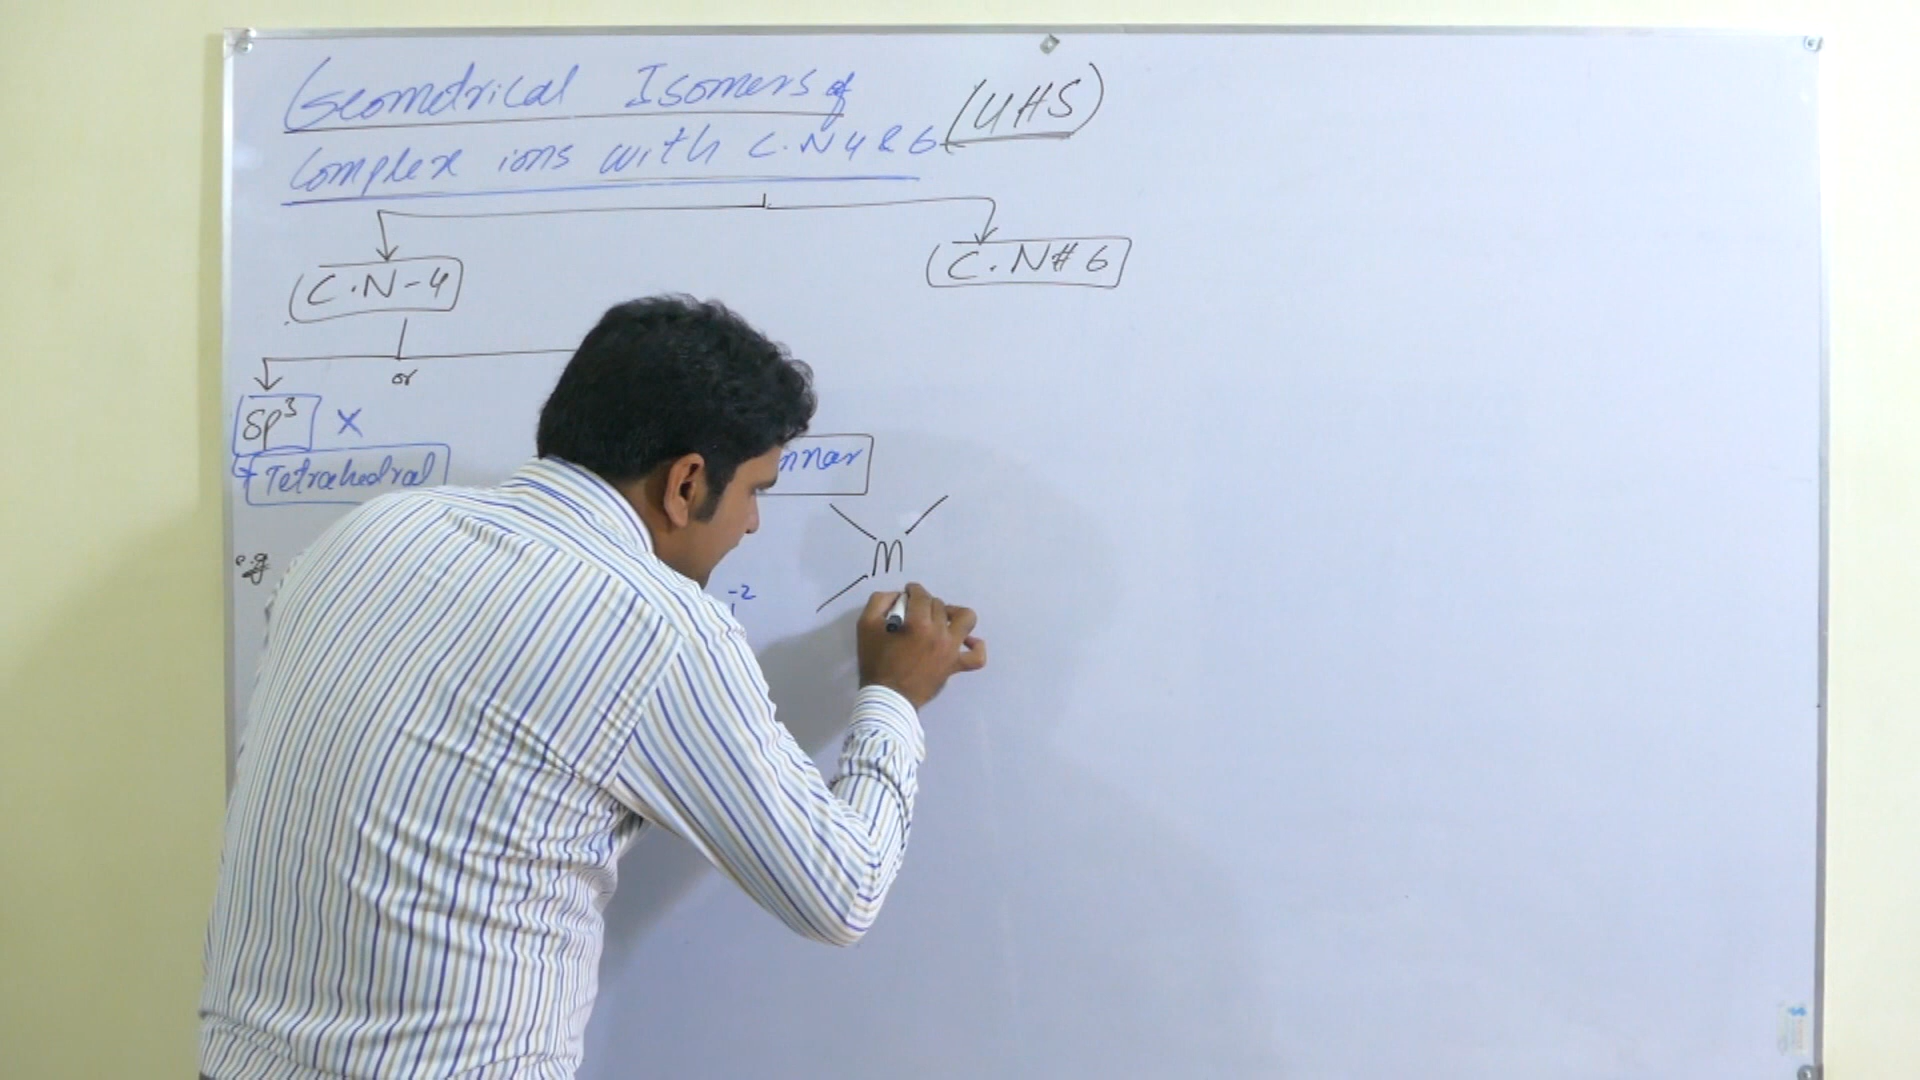 Geometrical Isomers of
Complex ions with C.N 4 & 6
(UHS)
C.N-4
C.N# 6
or
Sp³ X
Tetrahedral
nnar
e.g
-2
M